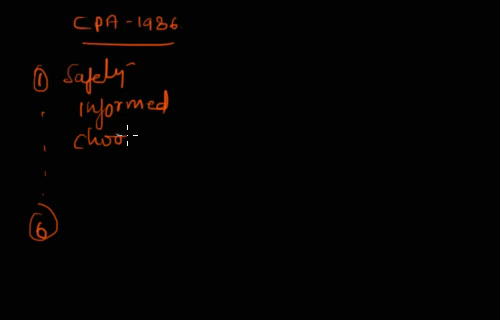 CPA - 1986
① Safety
Informed
Choo
⑥